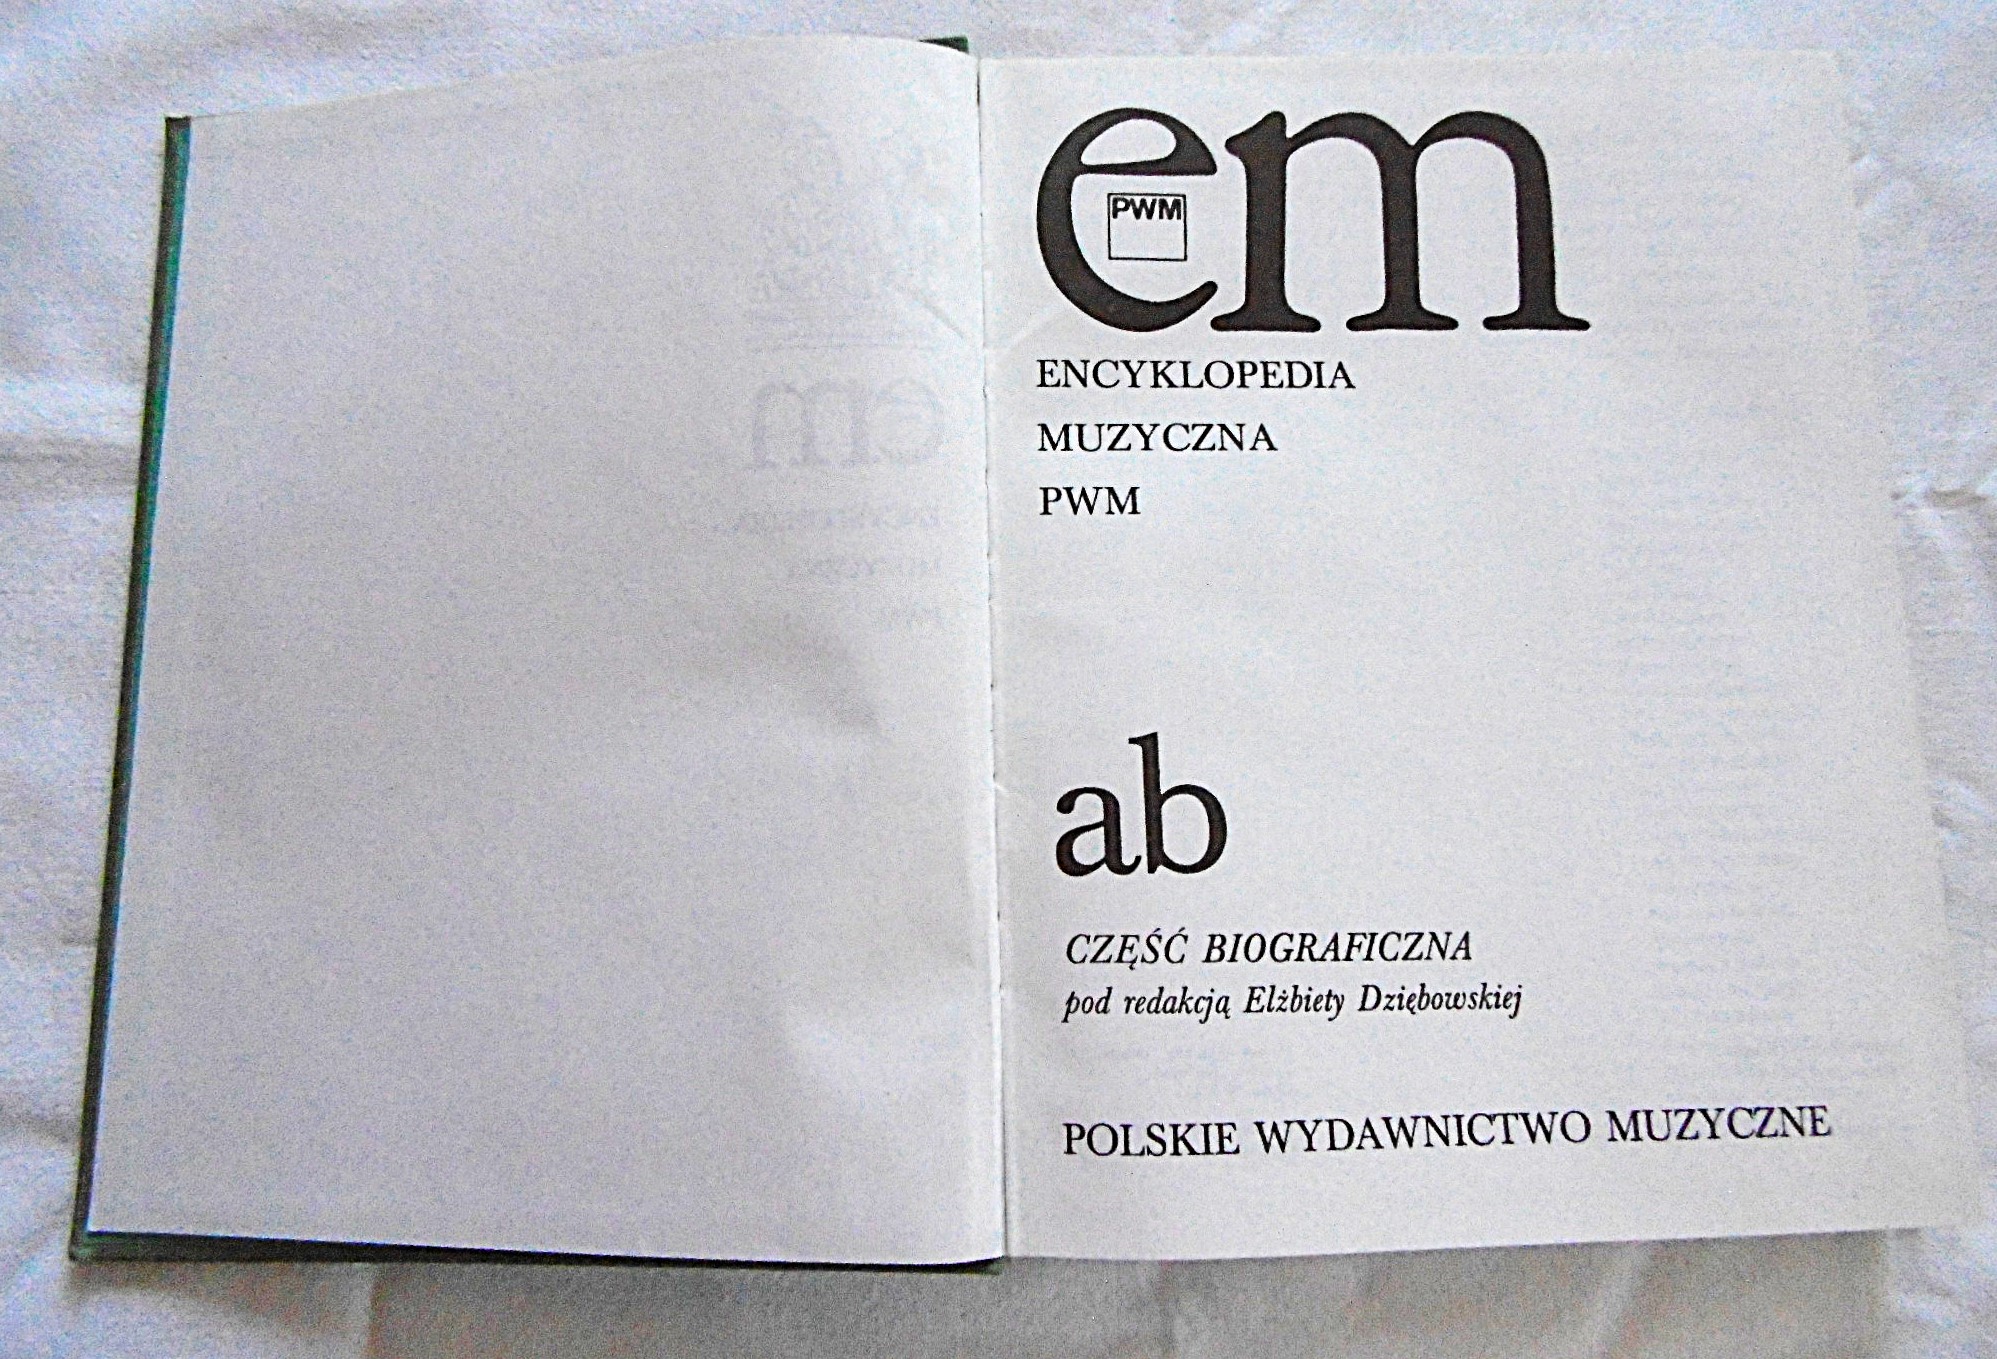 em
PWM
ENCYKLOPEDIA
MUZYCZNA
PWM
ab
CZĘŚĆ BIOGRAFICZNA
pod redakcją Elżbiety Dziębowskiej
POLSKIE WYDAWNICTWO MUZYCZNE